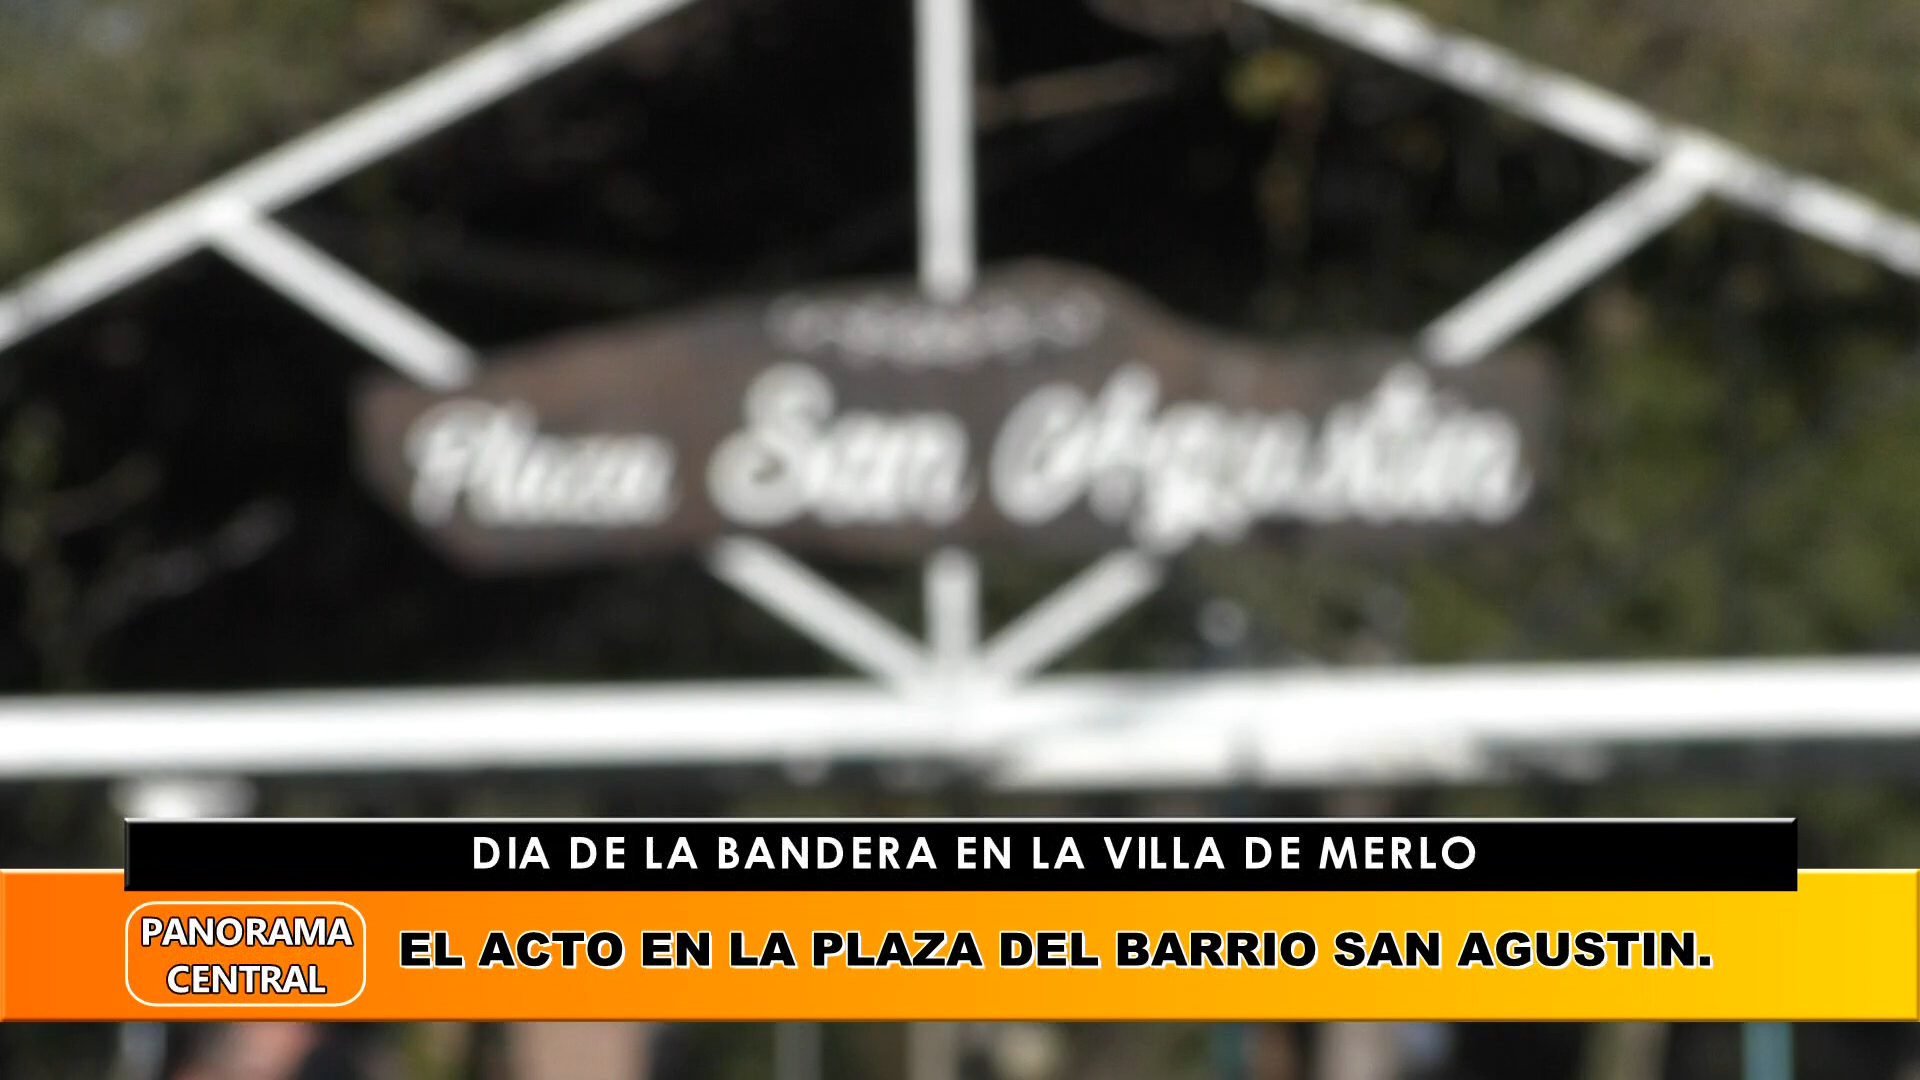 Plaza San Agustin
DIA DE LA BANDERA EN LA VILLA DE MERLO
PANORAMA
CENTRAL
EL ACTO EN LA PLAZA DEL BARRIO SAN AGUSTIN.